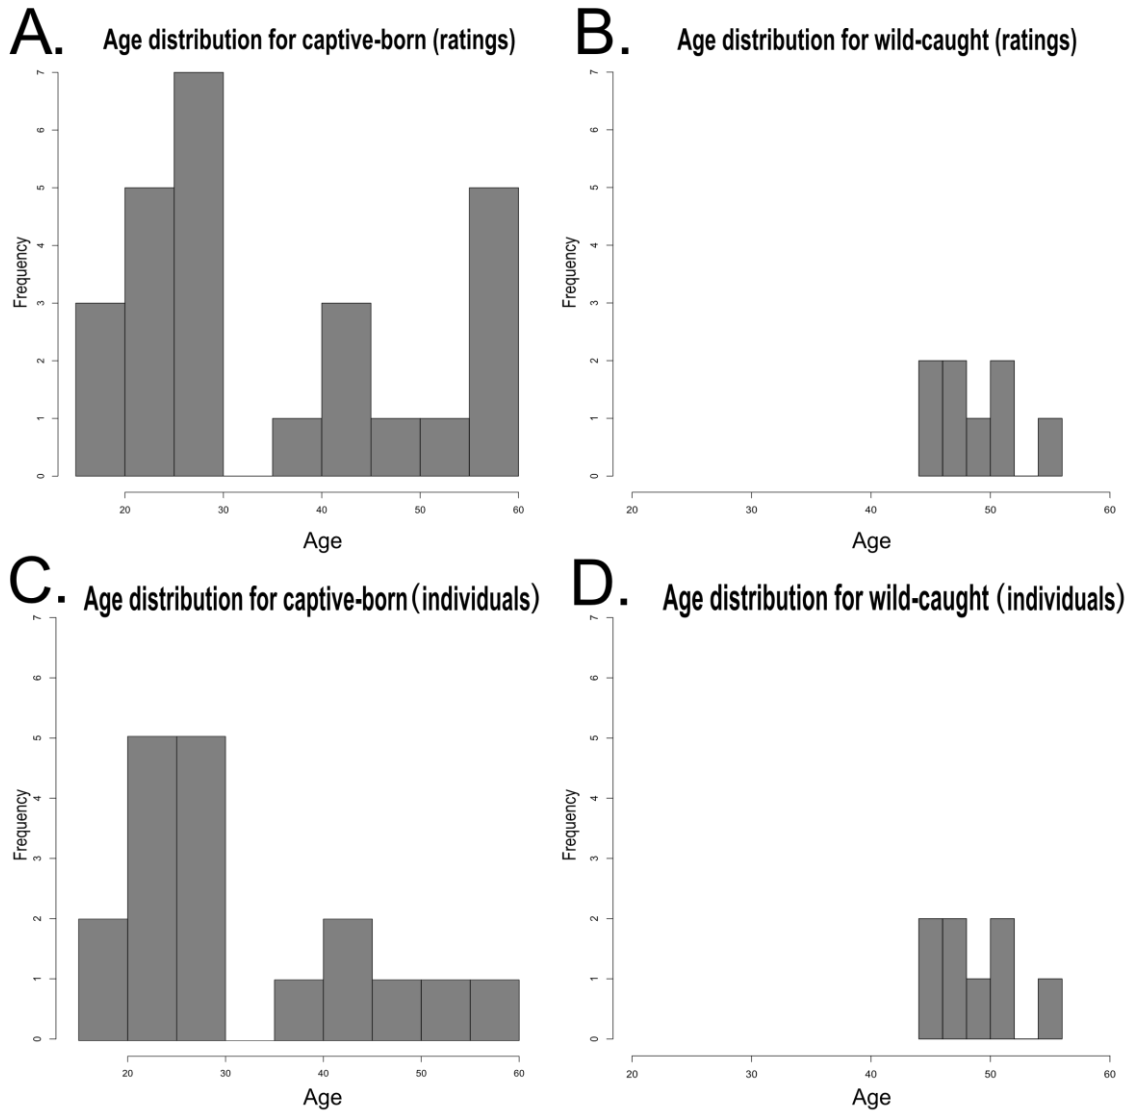 A. Age distribution for captive-born (ratings)
7
6
5
4
3
2
1
0
Frequency
20 30 40 50 60
Age
B. Age distribution for wild-caught (ratings)
7
6
5
4
3
2
1
0
Frequency
20 30 40 50 60
Age
C. Age distribution for captive-born (individuals)
7
6
5
4
3
2
1
0
Frequency
20 30 40 50 60
Age
D. Age distribution for wild-caught (individuals)
7
6
5
4
3
2
1
0
Frequency
20 30 40 50 60
Age